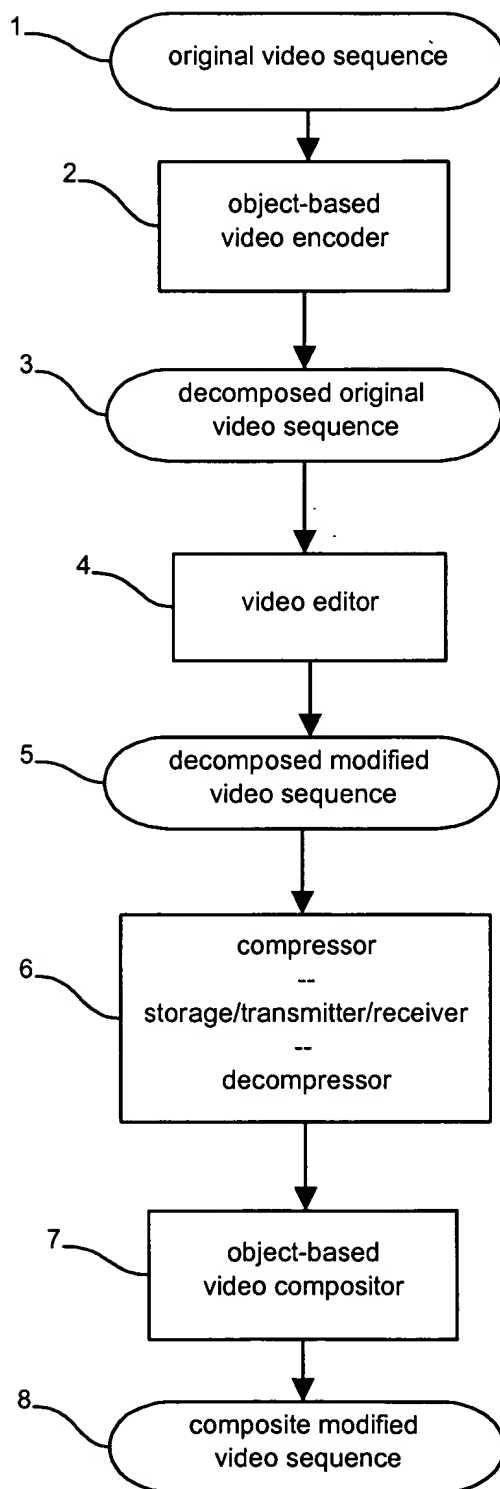 1
original video sequence
2
object-based
video encoder
3
decomposed original
video sequence
4
video editor
5
decomposed modified
video sequence
6
compressor
--
storage/transmitter/receiver
--
decompressor
7
object-based
video compositor
8
composite modified
video sequence